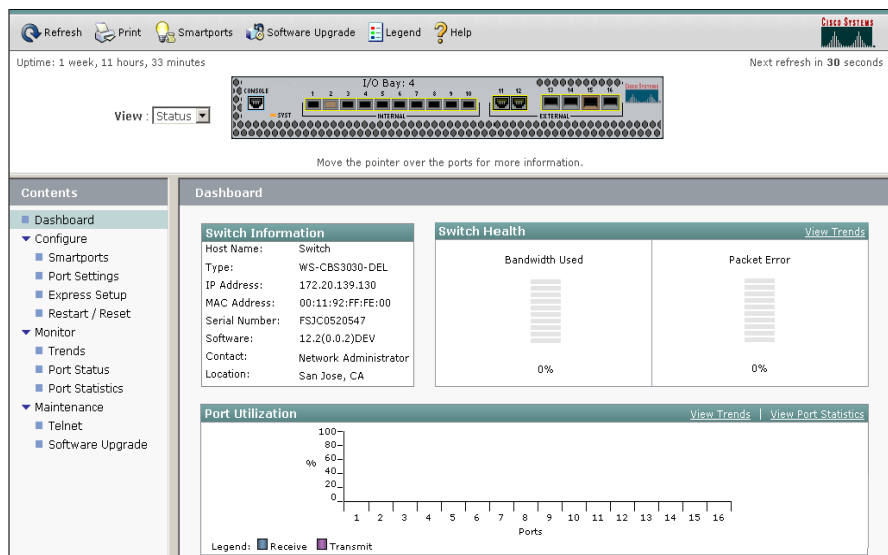 Refresh Print Smartports Software Upgrade Legend Help
CISCO SYSTEMS
Uptime: 1 week, 11 hours, 33 minutes
Next refresh in 30 seconds
View : Status
I/O Bay: 4
CONSOLE
SYST
1 2 3 4 5 6 7 8 9 10 11 12 13 14 15 16
INTERNAL
EXTERNAL
Cisco Systems
Move the pointer over the ports for more information.
Contents
Dashboard
Configure
Smartports
Port Settings
Express Setup
Restart / Reset
Monitor
Trends
Port Status
Port Statistics
Maintenance
Telnet
Software Upgrade
Dashboard
Switch Information
Host Name: Switch
Type: WS-CBS3030-DEL
IP Address: 172.20.139.130
MAC Address: 00:11:92:FF:FE:00
Serial Number: FSJC0520547
Software: 12.2(0.0.2)DEV
Contact: Network Administrator
Location: San Jose, CA
Switch Health View Trends
Bandwidth Used Packet Error
0% 0%
Port Utilization View Trends | View Port Statistics
100
80
60
%
40
20
0
1 2 3 4 5 6 7 8 9 10 11 12 13 14 15 16
Ports
Legend: Receive Transmit